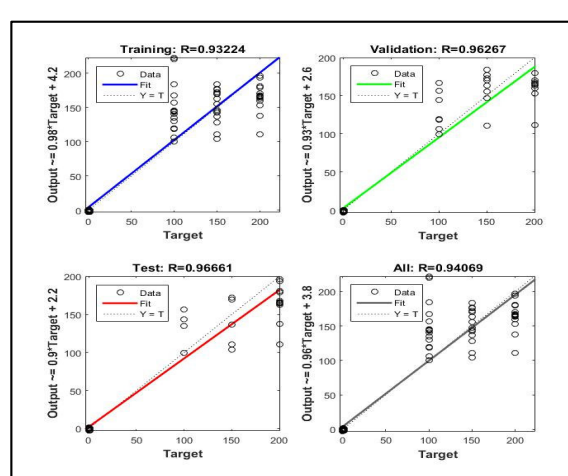 Training: R=0.93224
Output ~= 0.98*Target + 4.2
Data
Fit
Y = T
200
150
100
50
0
0 50 100 150 200
Target
Validation: R=0.96267
Output ~= 0.93*Target + 2.6
Data
Fit
Y = T
200
150
100
50
0
0 50 100 150 200
Target
Test: R=0.96661
Output ~= 0.9*Target + 2.2
Data
Fit
Y = T
200
150
100
50
0
0 50 100 150 200
Target
All: R=0.94069
Output ~= 0.96*Target + 3.8
Data
Fit
Y = T
200
150
100
50
0
0 50 100 150 200
Target